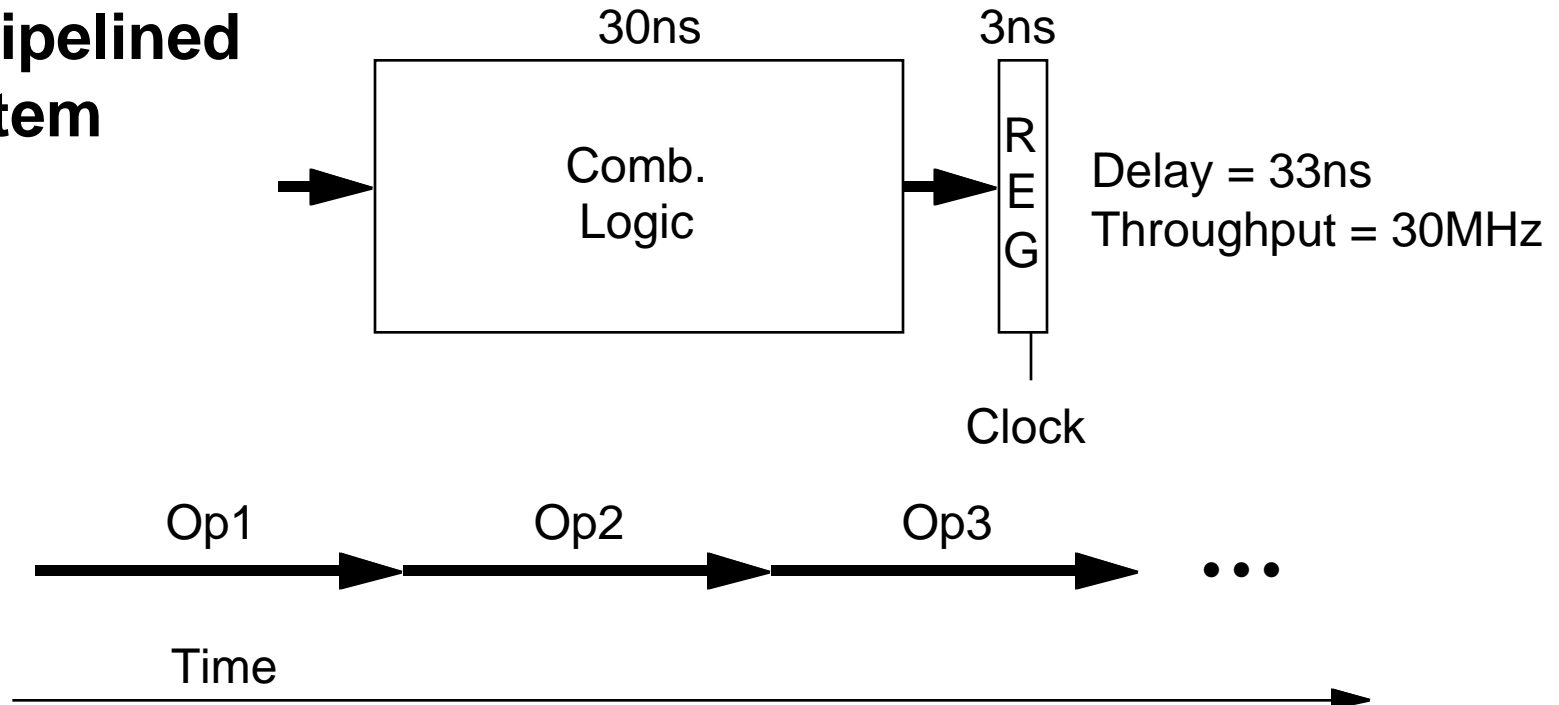 ipelined
tem
30ns
3ns
Comb.
Logic
R
E
G
Delay = 33ns
Throughput = 30MHz
Clock
Op1 Op2 Op3 •••
Time